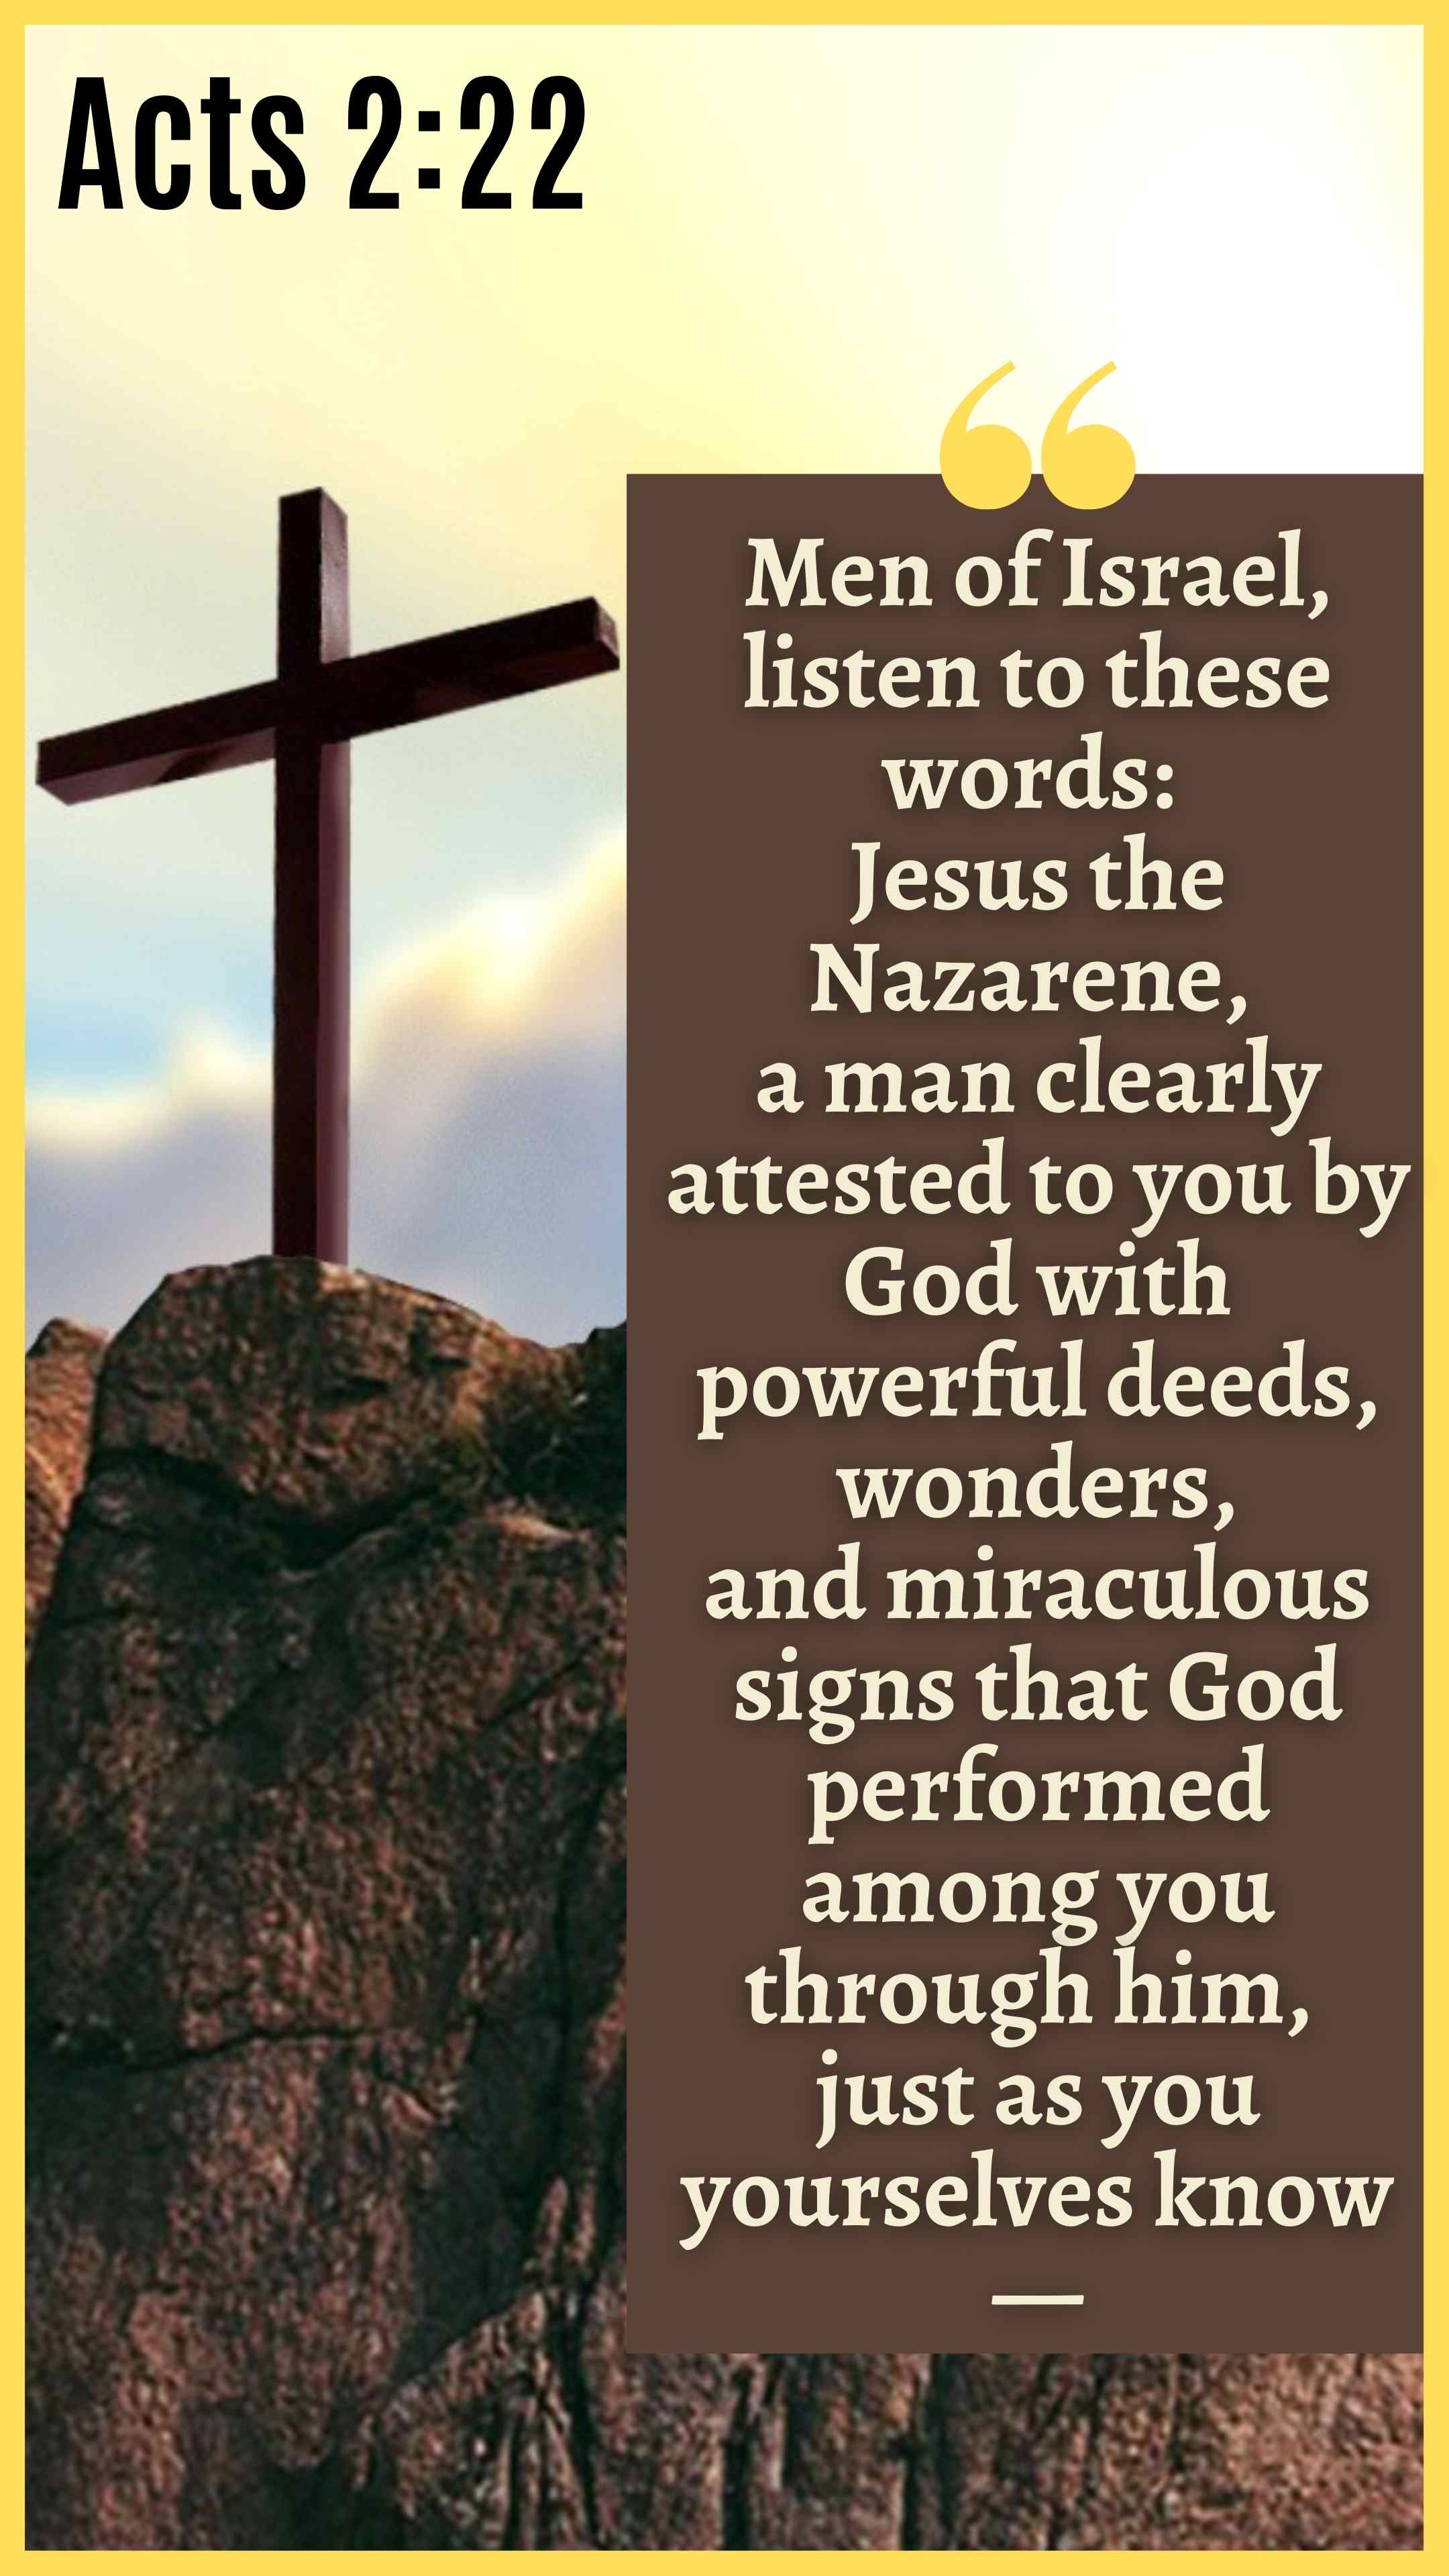 Acts 2:22
“
Men of Israel,
listen to these
words:
Jesus the
Nazarene,
a man clearly
attested to you by
God with
powerful deeds,
wonders,
and miraculous
signs that God
performed
among you
through him,
just as you
yourselves know
—